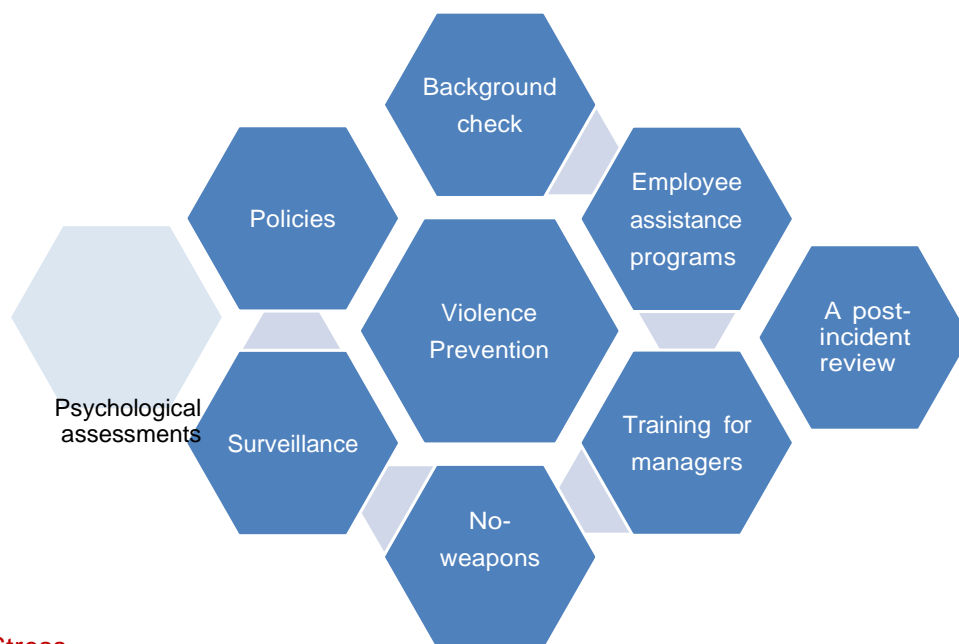 Background
check
Employee
assistance
programs
Policies
A post-
incident
review
Violence
Prevention
Psychological
assessments
Surveillance
Training for
managers
No-
weapons